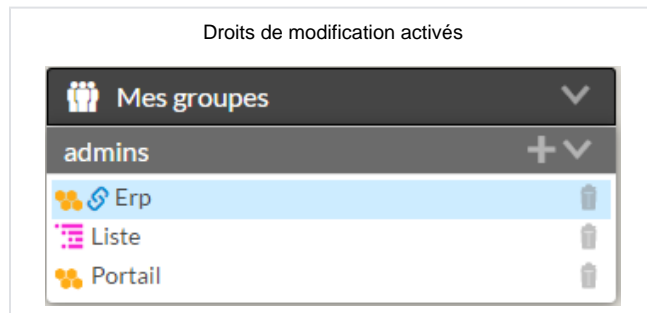 Droits de modification activés
Mes groupes
admins
Erp
Liste
Portail